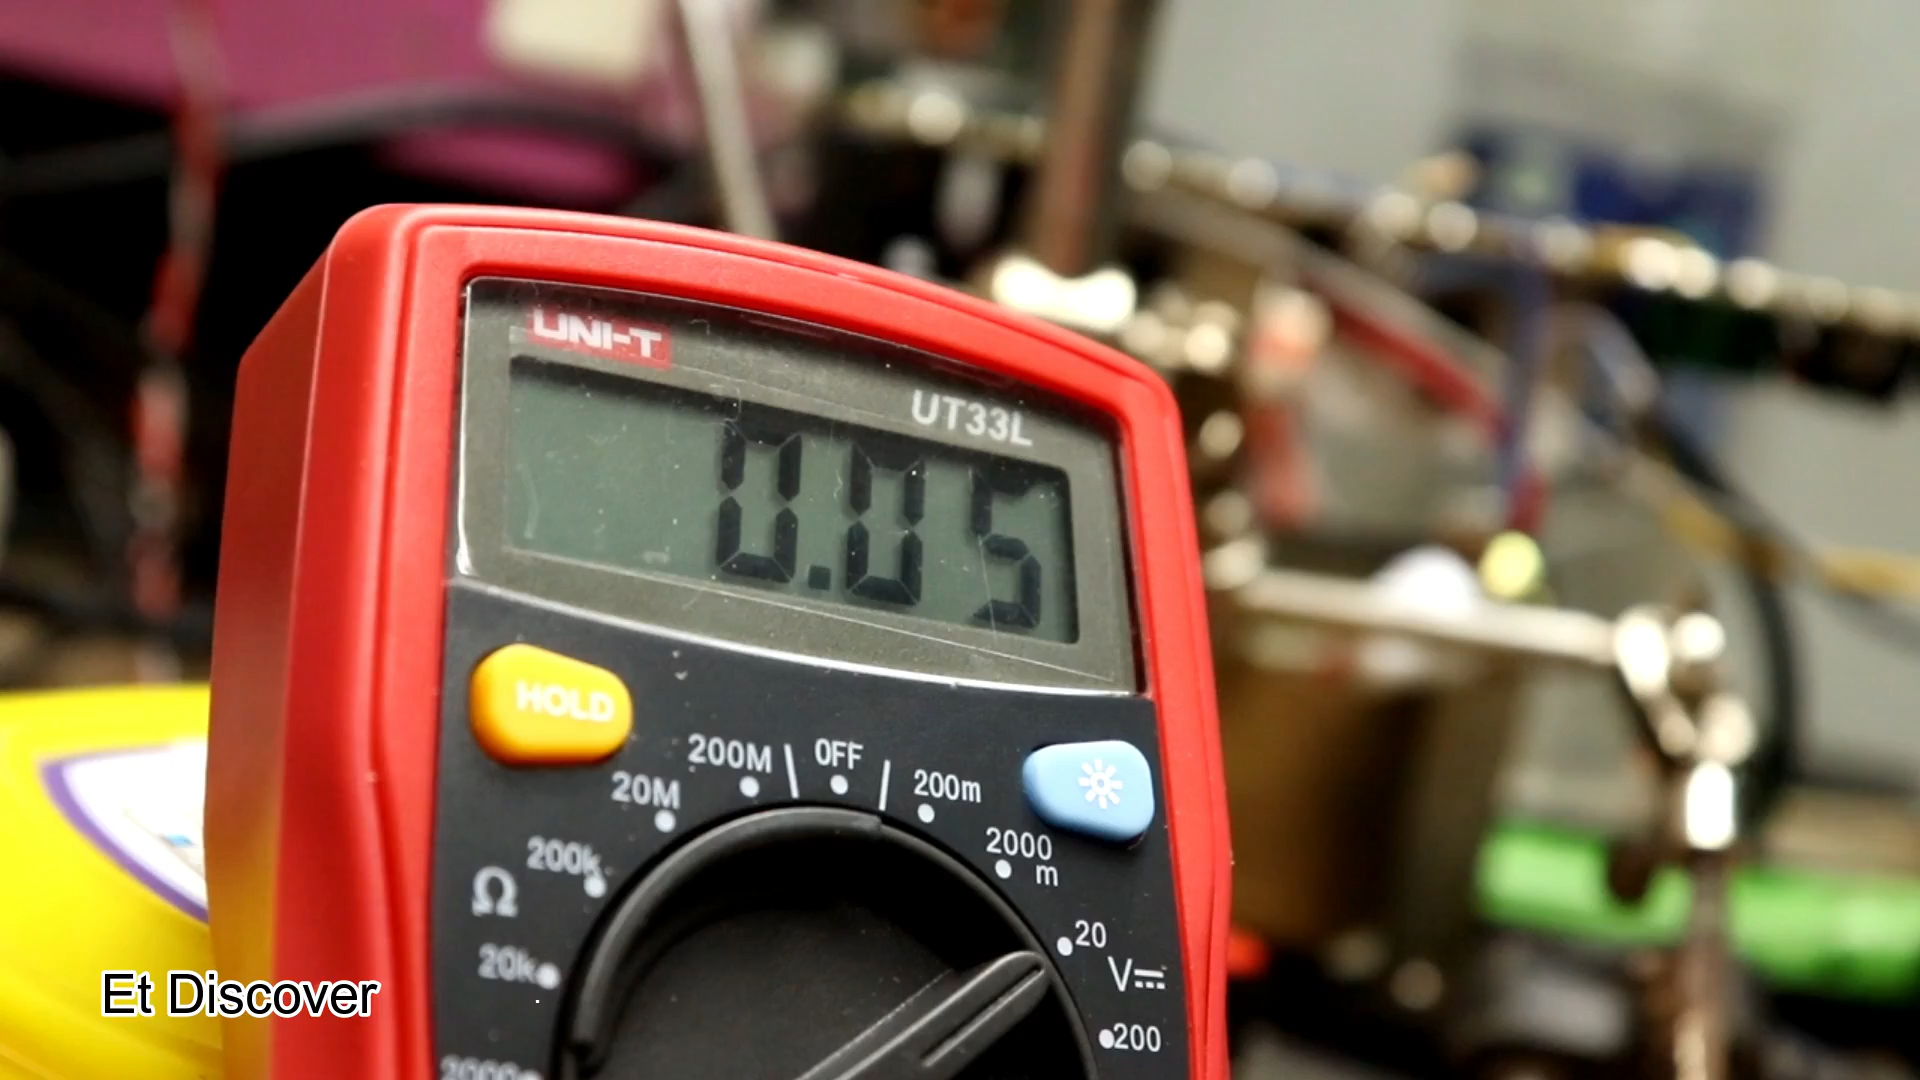 UNI-T
UT33L
0.05
HOLD
200M
OFF
200m
20M
2000
m
200k
Ω
20
V
20k
200
Et Discover